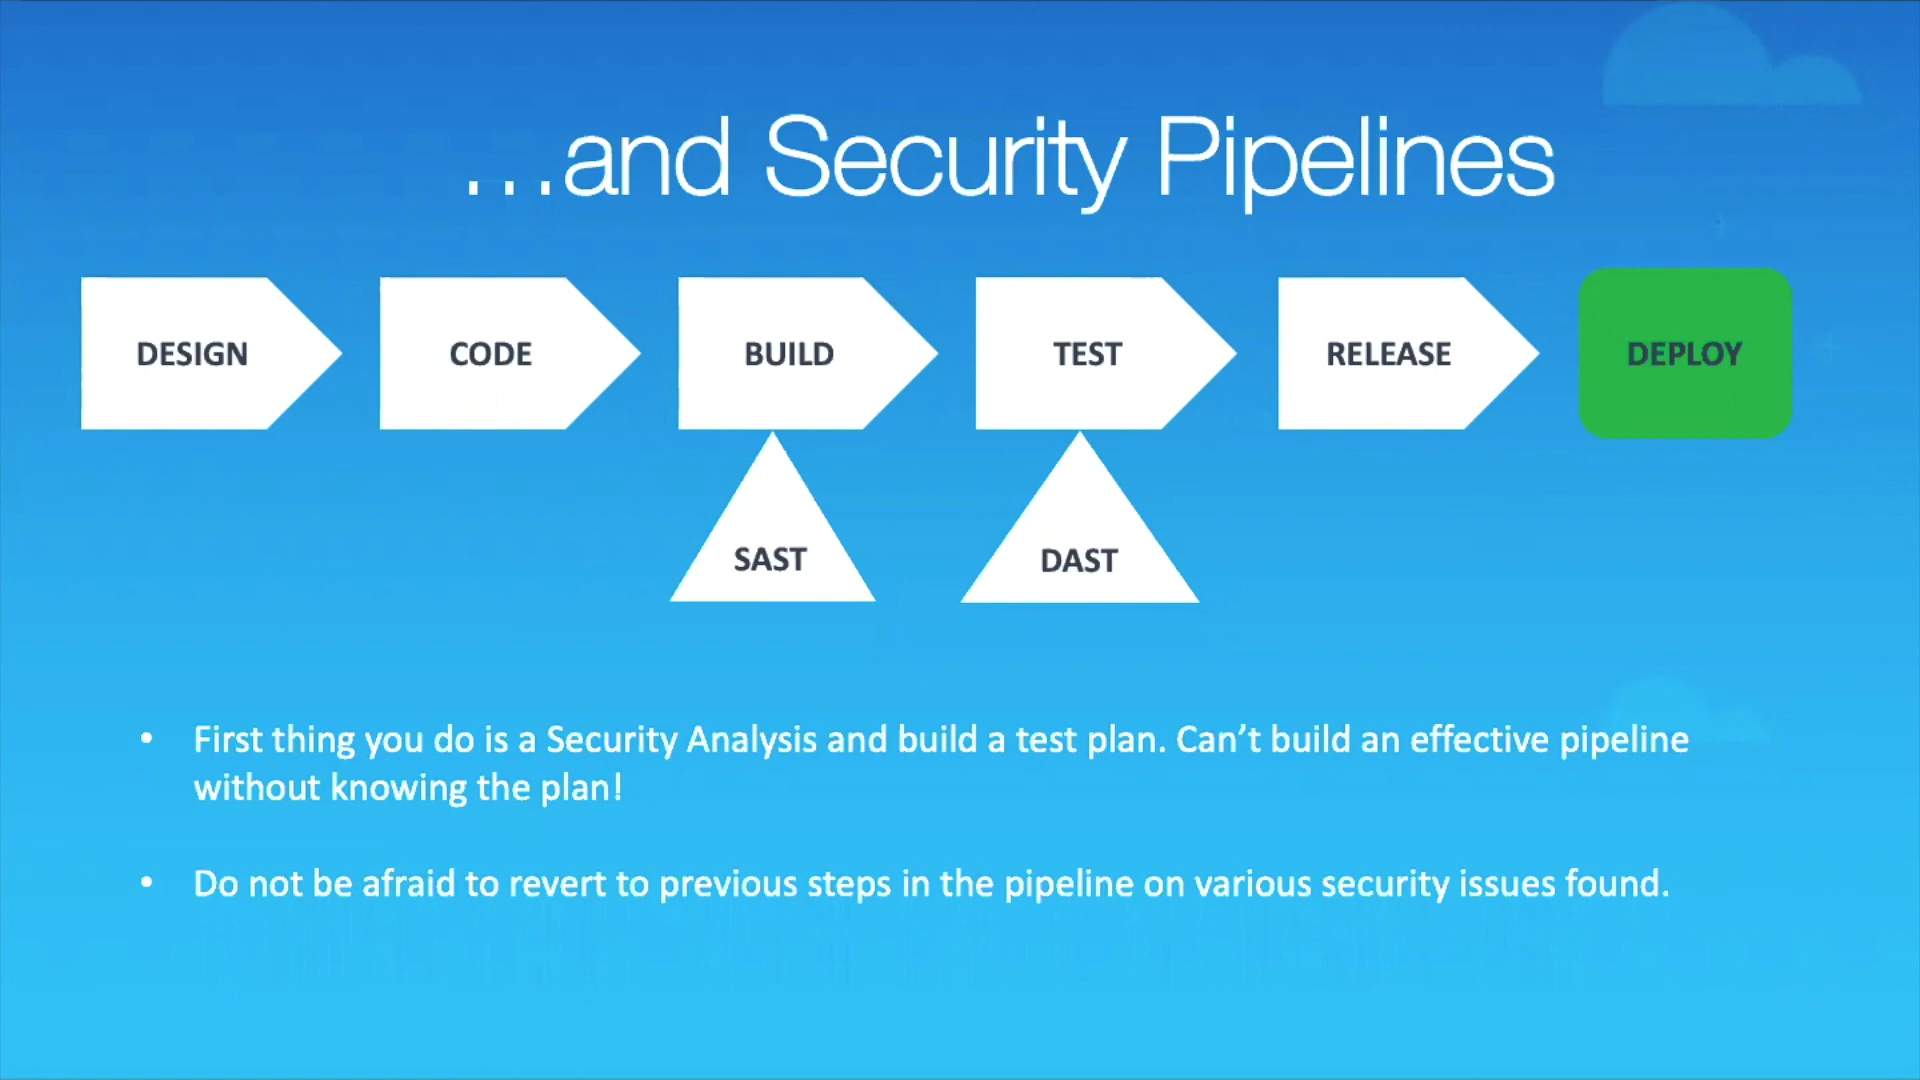 ...and Security Pipelines
DESIGN
CODE
BUILD
TEST
RELEASE
DEPLOY
SAST
DAST
• First thing you do is a Security Analysis and build a test plan. Can’t build an effective pipeline
without knowing the plan!
• Do not be afraid to revert to previous steps in the pipeline on various security issues found.